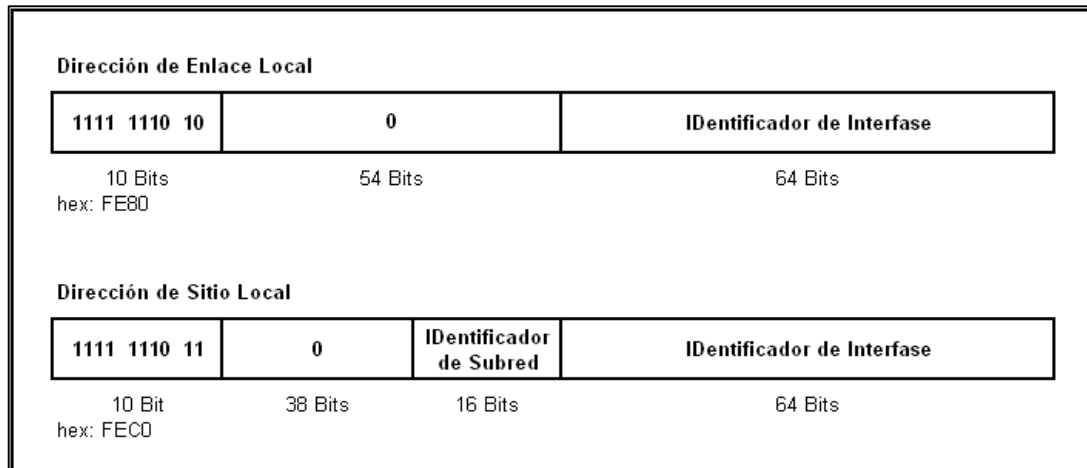 Dirección de Enlace Local
1111 1110 10 0 IDentificador de Interfase
10 Bits 54 Bits 64 Bits
hex: FE80
Dirección de Sitio Local
1111 1110 11 0 IDentificador de Subred IDentificador de Interfase
10 Bit 38 Bits 16 Bits 64 Bits
hex: FEC0